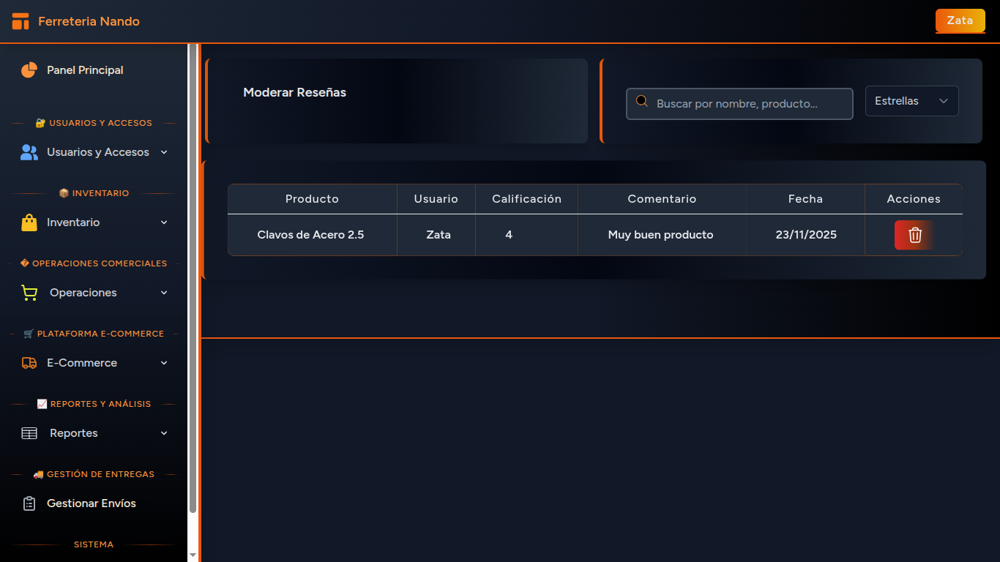 Ferreteria Nando
Zata
Panel Principal
🔐 USUARIOS Y ACCESOS
Usuarios y Accesos
📦 INVENTARIO
Inventario
� OPERACIONES COMERCIALES
Operaciones
🛒 PLATAFORMA E-COMMERCE
E-Commerce
📈 REPORTES Y ANÁLISIS
Reportes
🚚 GESTIÓN DE ENTREGAS
Gestionar Envíos
SISTEMA
Moderar Reseñas
Buscar por nombre, producto...
Estrellas
Producto Usuario Calificación Comentario Fecha Acciones
Clavos de Acero 2.5 Zata 4 Muy buen producto 23/11/2025